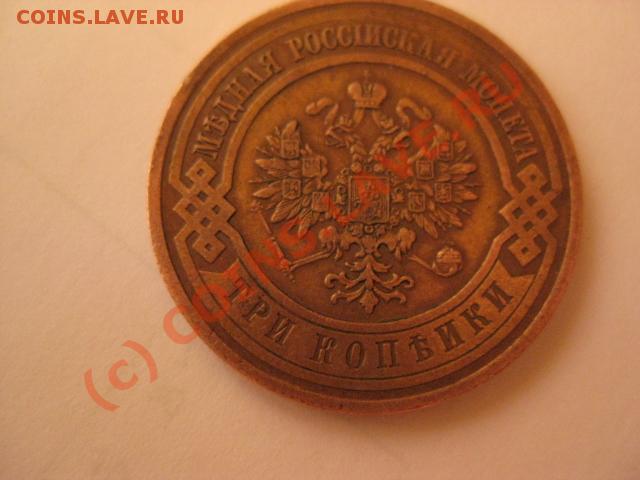 COINS.LAVE.RU
МѢДНАЯ РОССІЙСКАЯ МОНЕТА
ТРИ КОПѢЙКИ
(c) COINS.LAVE.RU